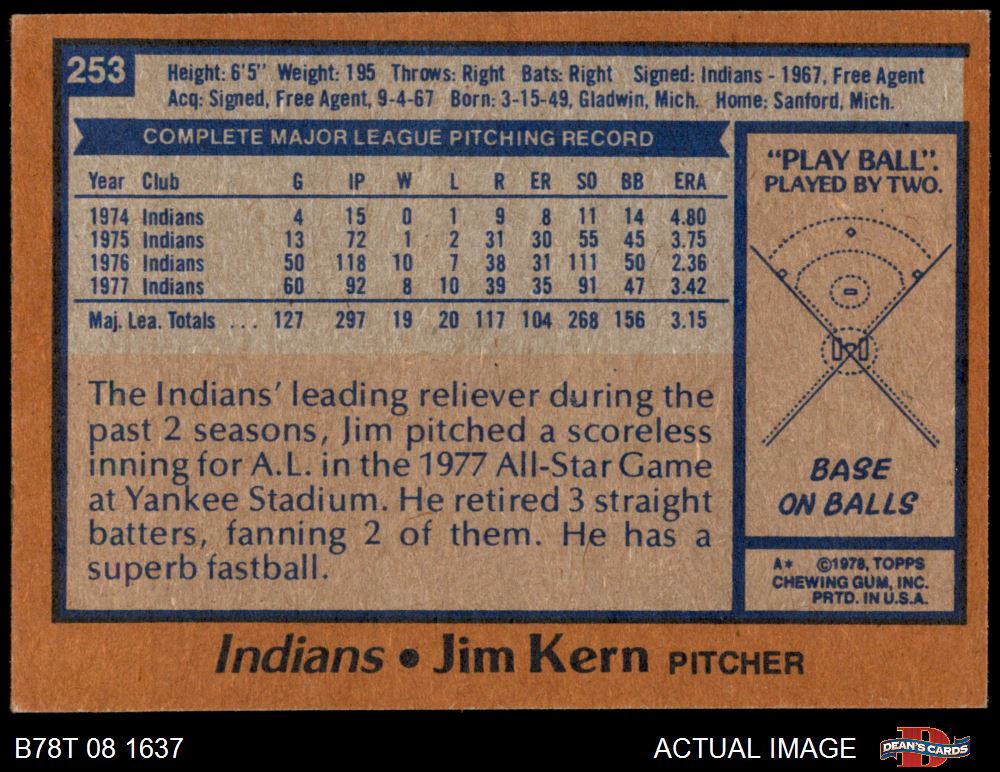 253
Height: 6'5" Weight: 195 Throws: Right Bats: Right Signed: Indians - 1967, Free Agent
Acq: Signed, Free Agent, 9-4-67 Born: 3-15-49, Gladwin, Mich. Home: Sanford, Mich.
COMPLETE MAJOR LEAGUE PITCHING RECORD
Year Club G IP W L R ER SO BB ERA
1974 Indians 4 15 0 1 9 8 11 14 4.80
1975 Indians 13 72 1 2 31 30 55 45 3.75
1976 Indians 50 118 10 7 38 31 111 50 2.36
1977 Indians 60 92 8 10 39 35 91 47 3.42
Maj. Lea. Totals ... 127 297 19 20 117 104 268 156 3.15
The Indians' leading reliever during the
past 2 seasons, Jim pitched a scoreless
inning for A.L. in the 1977 All-Star Game
at Yankee Stadium. He retired 3 straight
batters, fanning 2 of them. He has a
superb fastball.
"PLAY BALL".
PLAYED BY TWO.
BASE
ON BALLS
A* ©1978, TOPPS
CHEWING GUM, INC.
PRTD. IN U.S.A.
Indians • Jim Kern PITCHER
B78T 08 1637
ACTUAL IMAGE
DEAN'S CARDS